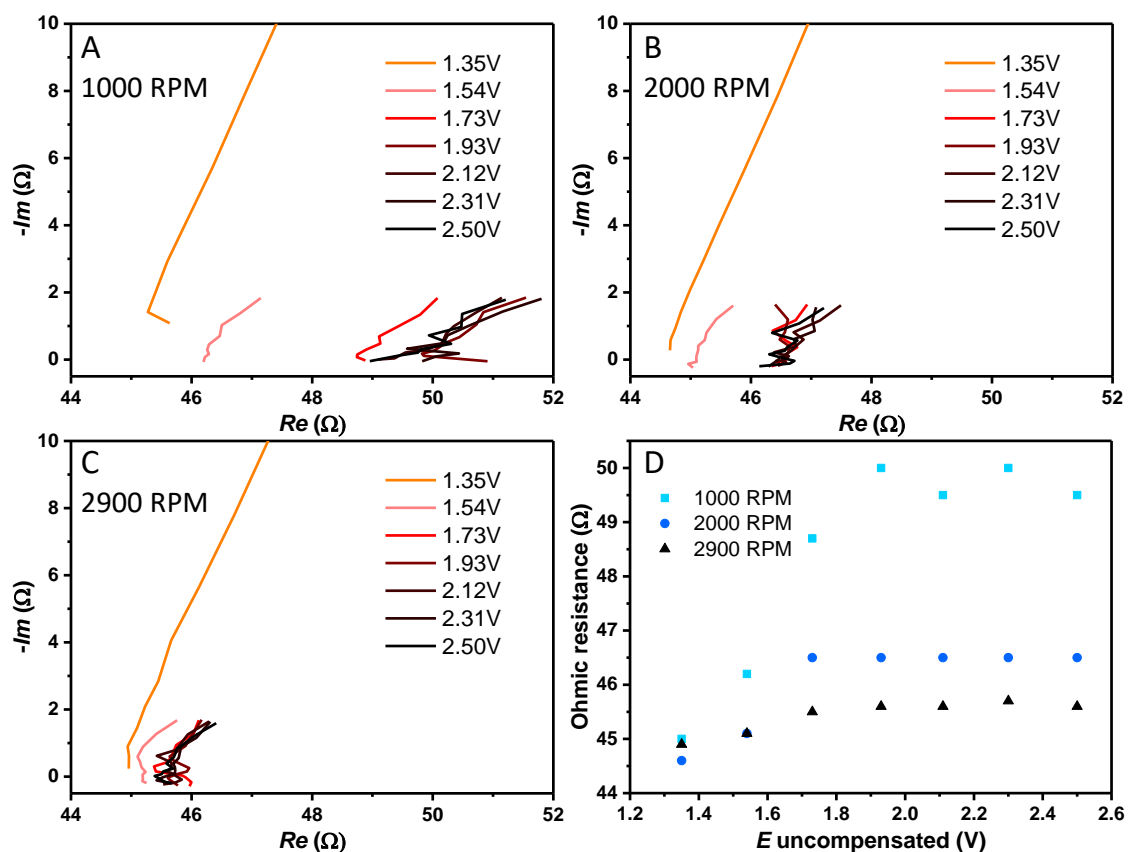 A
1000 RPM
10
8
6
4
2
0
-Im (Ω)
44
46
48
50
52
Re (Ω)
1.35V
1.54V
1.73V
1.93V
2.12V
2.31V
2.50V
B
2000 RPM
10
8
6
4
2
0
-Im (Ω)
44
46
48
50
52
Re (Ω)
1.35V
1.54V
1.73V
1.93V
2.12V
2.31V
2.50V
C
2900 RPM
10
8
6
4
2
0
-Im (Ω)
44
46
48
50
52
Re (Ω)
1.35V
1.54V
1.73V
1.93V
2.12V
2.31V
2.50V
D
1000 RPM
2000 RPM
2900 RPM
50
49
48
47
46
45
44
Ohmic resistance (Ω)
1.2
1.4
1.6
1.8
2.0
2.2
2.4
2.6
E uncompensated (V)